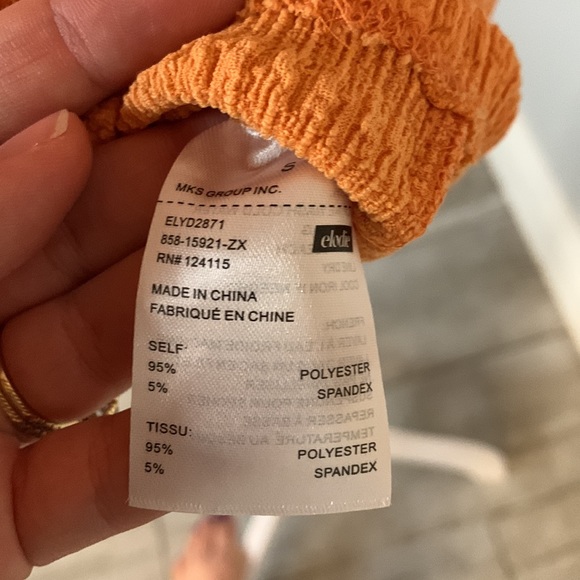 S
MKS GROUP INC.
ELYD2871
858-15921-ZX
RN# 124115
elodie
MADE IN CHINA
FABRIQUÉ EN CHINE
SELF:
95% POLYESTER
5% SPANDEX
TISSU:
95% POLYESTER
5% SPANDEX